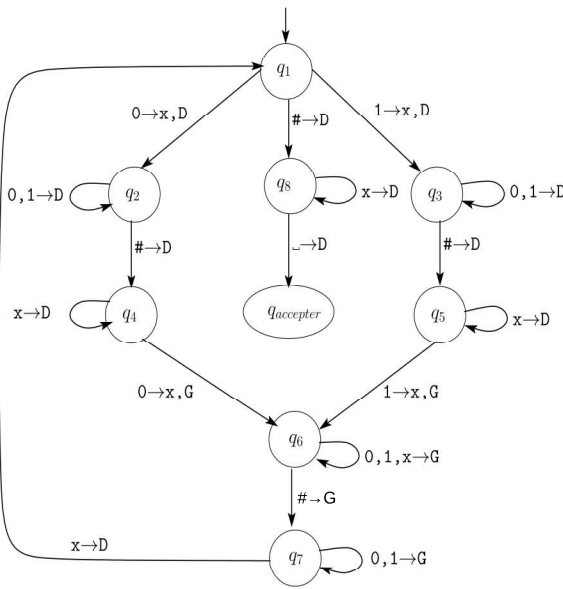 q1
0→x,D
#→D
1→x,D
q2
0,1→D
q8
x→D
q3
0,1→D
#→D
␣→D
#→D
q4
x→D
qaccepter
q5
x→D
0→x,G
1→x,G
q6
0,1,x→G
#→G
x→D
q7
0,1→G